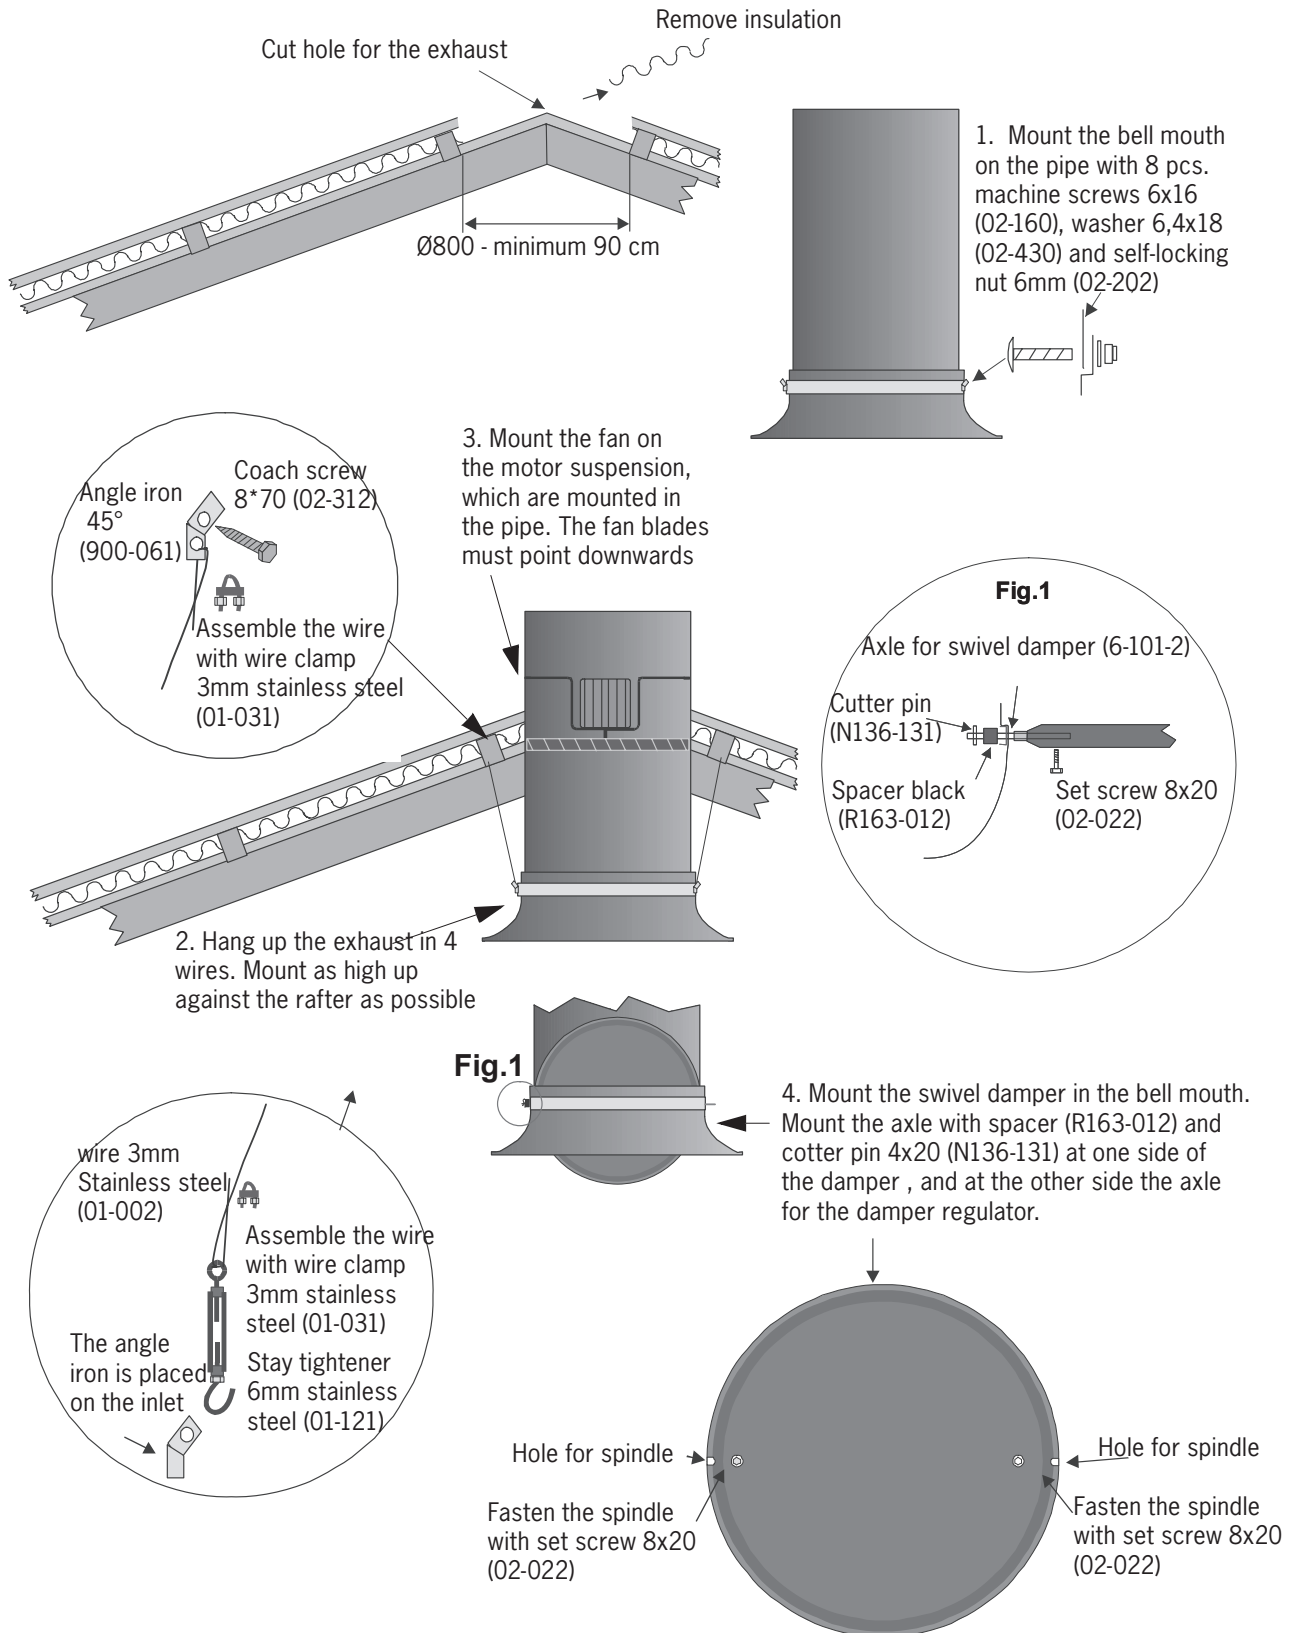 Remove insulation
Cut hole for the exhaust
Ø800 - minimum 90 cm
1. Mount the bell mouth
on the pipe with 8 pcs.
machine screws 6x16
(02-160), washer 6,4x18
(02-430) and self-locking
nut 6mm (02-202)
Angle iron
45°
(900-061)
Coach screw
8*70 (02-312)
Assemble the wire
with wire clamp
3mm stainless steel
(01-031)
3. Mount the fan on
the motor suspension,
which are mounted in
the pipe. The fan blades
must point downwards
Fig.1
Axle for swivel damper (6-101-2)
Cutter pin
(N136-131)
Spacer black
(R163-012)
Set screw 8x20
(02-022)
2. Hang up the exhaust in 4
wires. Mount as high up
against the rafter as possible
Fig.1
4. Mount the swivel damper in the bell mouth.
Mount the axle with spacer (R163-012) and
cotter pin 4x20 (N136-131) at one side of
the damper , and at the other side the axle
for the damper regulator.
wire 3mm
Stainless steel
(01-002)
Assemble the wire
with wire clamp
3mm stainless
steel (01-031)
The angle
iron is placed
on the inlet
Stay tightener
6mm stainless
steel (01-121)
Hole for spindle
Hole for spindle
Fasten the spindle
with set screw 8x20
(02-022)
Fasten the spindle
with set screw 8x20
(02-022)